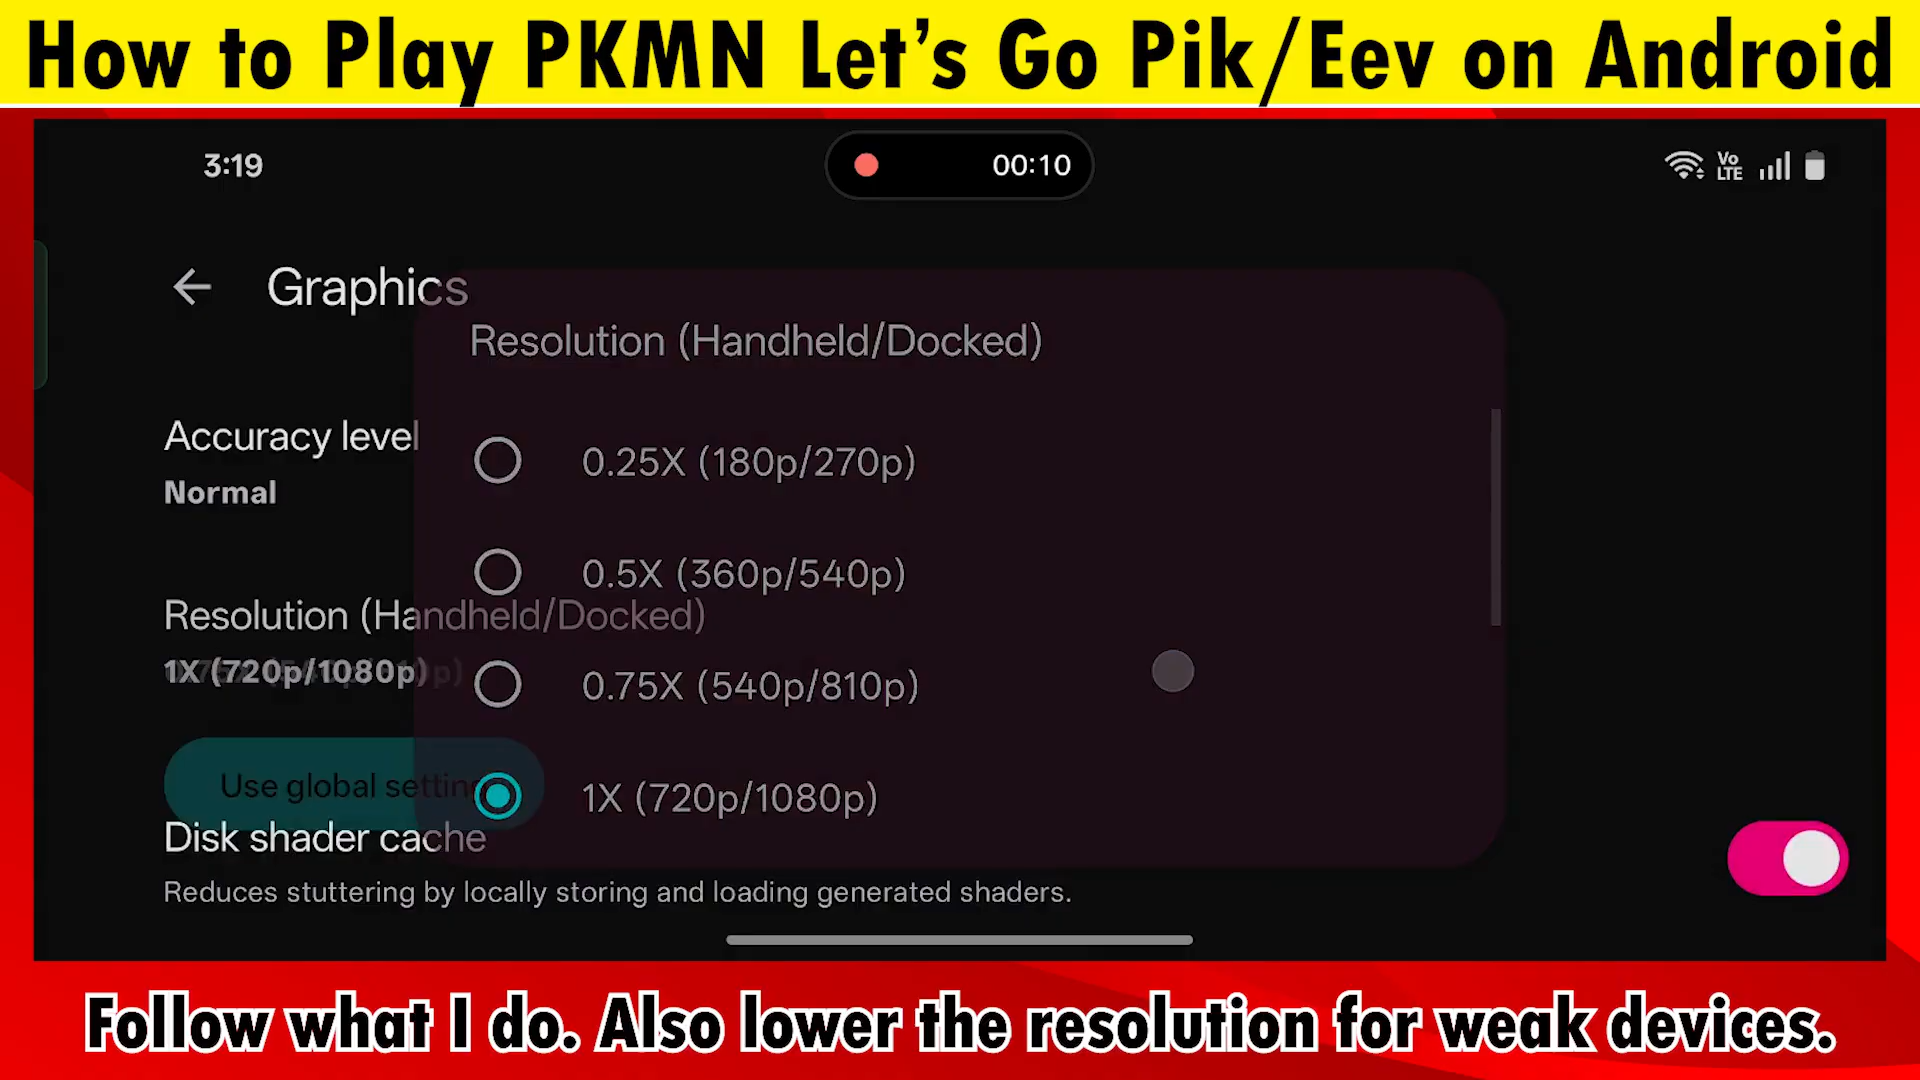 How to Play PKMN Let’s Go Pik/Eev on Android
3:19
00:10
Vo
LTE
Graphics
Resolution (Handheld/Docked)
Accuracy level
Normal
0.25X (180p/270p)
0.5X (360p/540p)
Resolution (Handheld/Docked)
1X (720p/1080p)
0.75X (540p/810p)
Use global setting
1X (720p/1080p)
Disk shader cache
Reduces stuttering by locally storing and loading generated shaders.
Follow what I do. Also lower the resolution for weak devices.